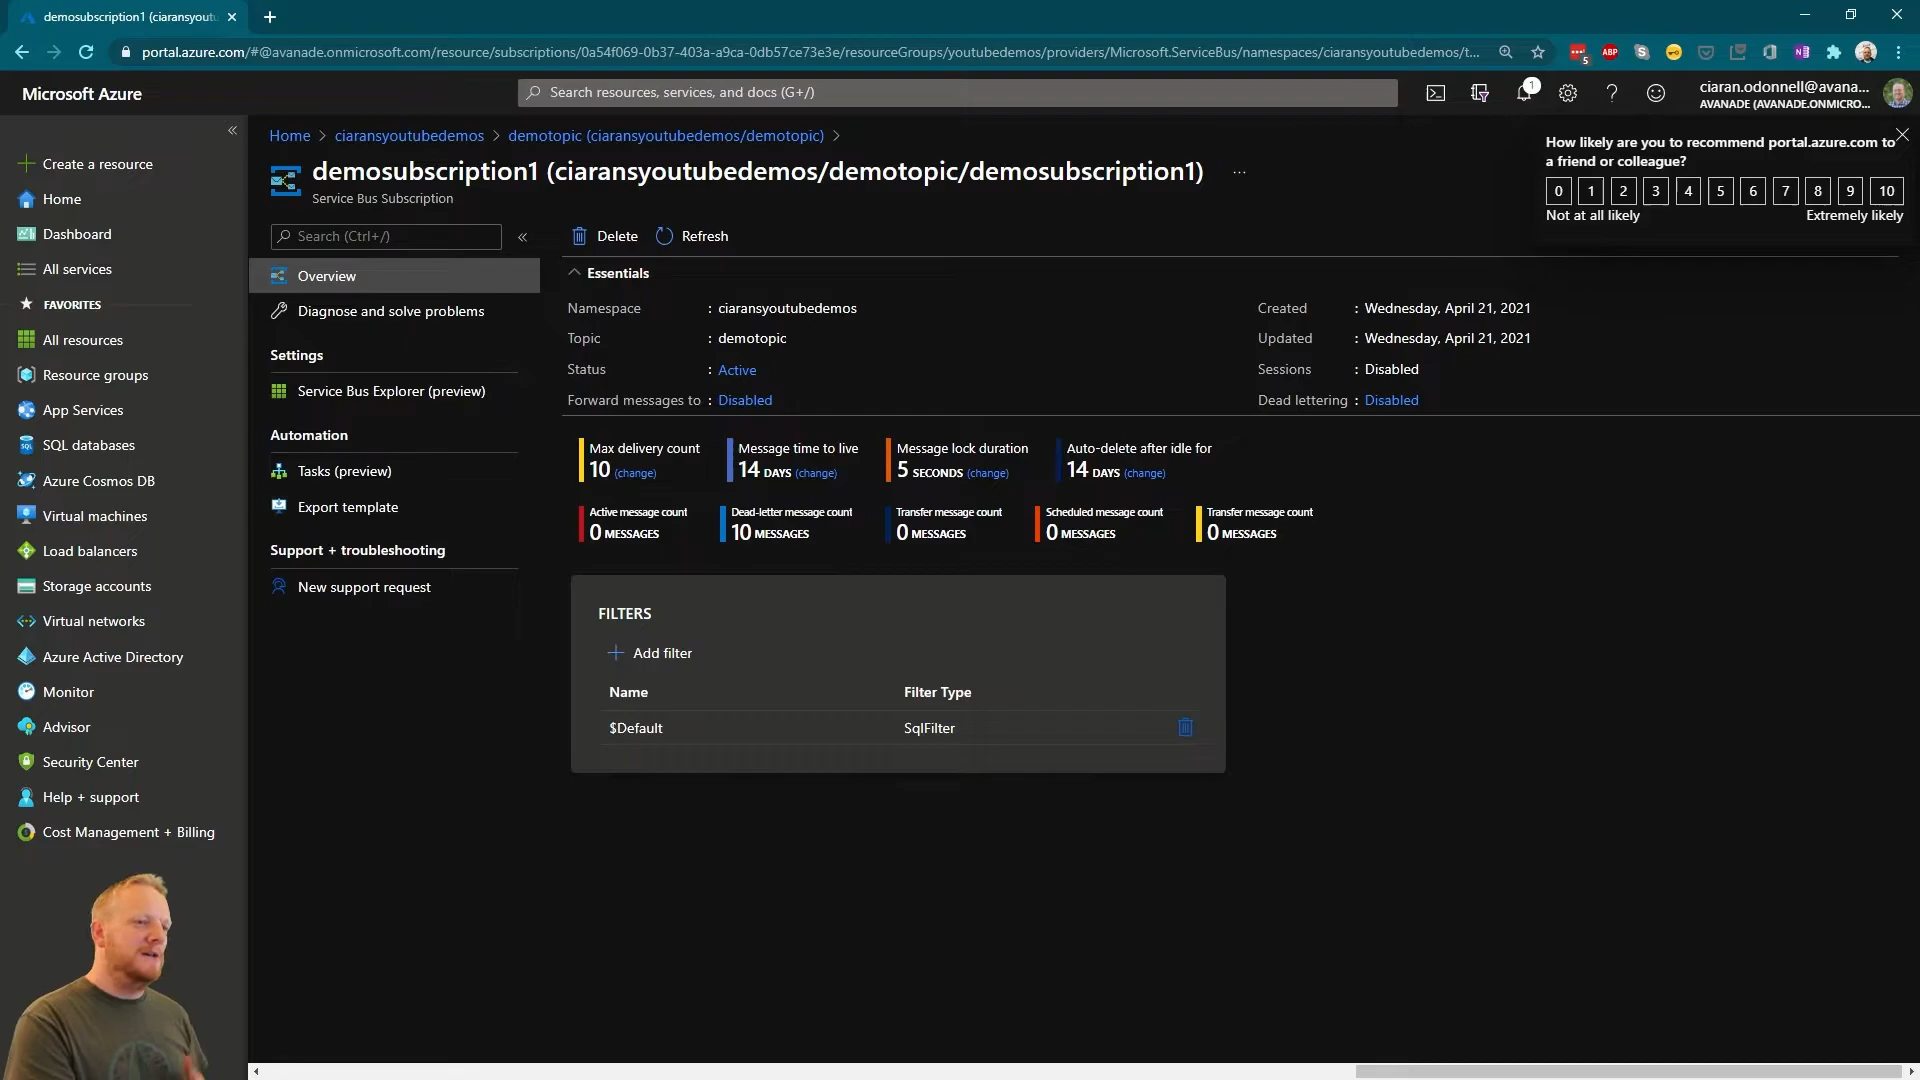 demosubscription1 (ciaransyoutu
portal.azure.com/#@avanade.onmicrosoft.com/resource/subscriptions/0a54f069-0b37-403a-a9ca-0db57ce73e3e/resourceGroups/youtubedemos/providers/Microsoft.ServiceBus/namespaces/ciaransyoutubedemos/t...
5
ABP
Microsoft Azure
Search resources, services, and docs (G+/)
1
ciaran.odonnell@avana...
AVANADE (AVANADE.ONMICRO...
Home > ciaransyoutubedemos > demotopic (ciaransyoutubedemos/demotopic) >
demosubscription1 (ciaransyoutubedemos/demotopic/demosubscription1)
...
Service Bus Subscription
How likely are you to recommend portal.azure.com to
a friend or colleague?
0 1 2 3 4 5 6 7 8 9 10
Not at all likely
Extremely likely
Create a resource
Home
Dashboard
All services
FAVORITES
All resources
Resource groups
App Services
SQL databases
Azure Cosmos DB
Virtual machines
Load balancers
Storage accounts
Virtual networks
Azure Active Directory
Monitor
Advisor
Security Center
Help + support
Cost Management + Billing
Search (Ctrl+/)
Overview
Diagnose and solve problems
Settings
Service Bus Explorer (preview)
Automation
Tasks (preview)
Export template
Support + troubleshooting
New support request
Delete
Refresh
Essentials
Namespace : ciaransyoutubedemos
Topic : demotopic
Status : Active
Forward messages to : Disabled
Created : Wednesday, April 21, 2021
Updated : Wednesday, April 21, 2021
Sessions : Disabled
Dead lettering : Disabled
Max delivery count
10 (change)
Message time to live
14 DAYS (change)
Message lock duration
5 SECONDS (change)
Auto-delete after idle for
14 DAYS (change)
Active message count
0 MESSAGES
Dead-letter message count
10 MESSAGES
Transfer message count
0 MESSAGES
Scheduled message count
0 MESSAGES
Transfer message count
0 MESSAGES
FILTERS
Add filter
Name Filter Type
$Default SqlFilter